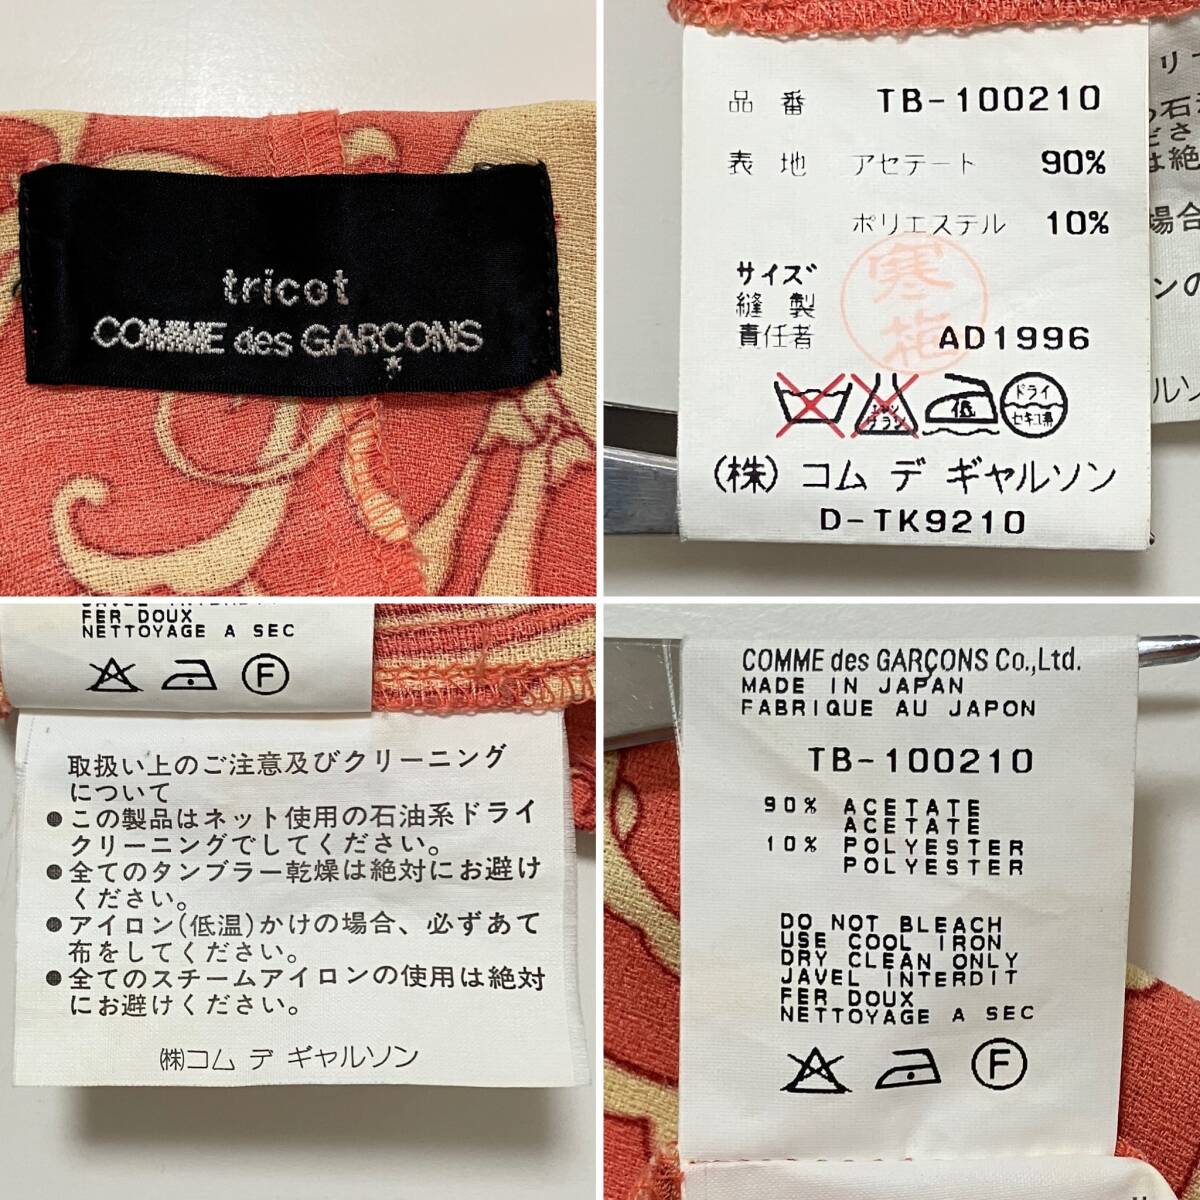 tricot
COMME des GARÇONS
*
品番 TB-100210
表地 アセテート 90%
ポリエステル 10%
サイズ
縫製
責任者 AD1996
エンソ
サラシ
低
ドライ
セキユ系
(株) コム デ ギャルソン
D-TK9210
FER DOUX
NETTOYAGE A SEC
F
取扱い上のご注意及びクリーニング
について
●この製品はネット使用の石油系ドライ
クリーニングでしてください。
●全てのタンブラー乾燥は絶対にお避け
ください。
●アイロン(低温)かけの場合、必ずあて
布をしてください。
●全てのスチームアイロンの使用は絶対
にお避けください。
㈱コム デ ギャルソン
COMME des GARÇONS Co.,Ltd.
MADE IN JAPAN
FABRIQUE AU JAPON
TB-100210
90% ACETATE
ACETATE
10% POLYESTER
POLYESTER
DO NOT BLEACH
USE COOL IRON
DRY CLEAN ONLY
JAVEL INTERDIT
FER DOUX
NETTOYAGE A SEC
F